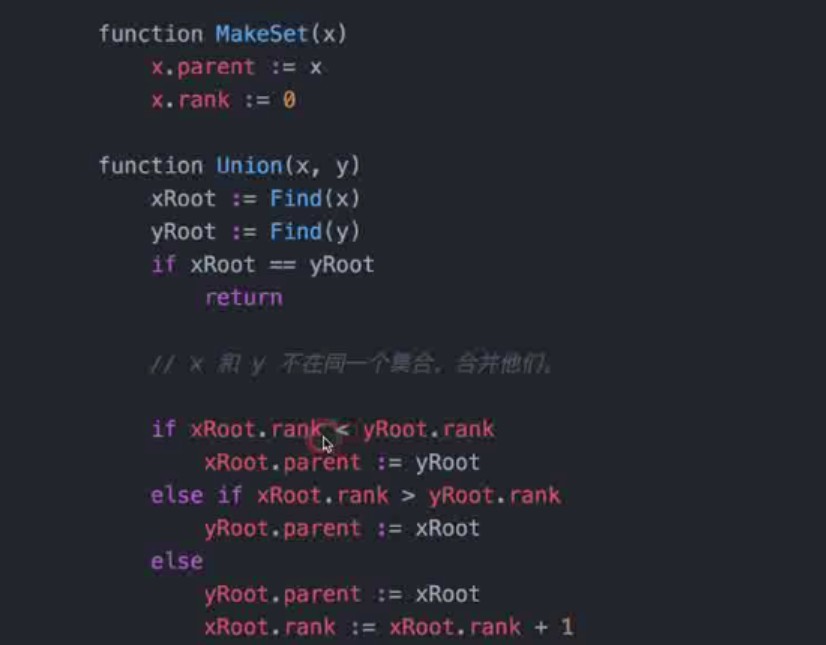 function MakeSet(x)
x.parent := x
x.rank := 0
function Union(x, y)
xRoot := Find(x)
yRoot := Find(y)
if xRoot == yRoot
return
// x 和 y 不在同一个集合，合并他们。
if xRoot.rank < yRoot.rank
xRoot.parent := yRoot
else if xRoot.rank > yRoot.rank
yRoot.parent := xRoot
else
yRoot.parent := xRoot
xRoot.rank := xRoot.rank + 1